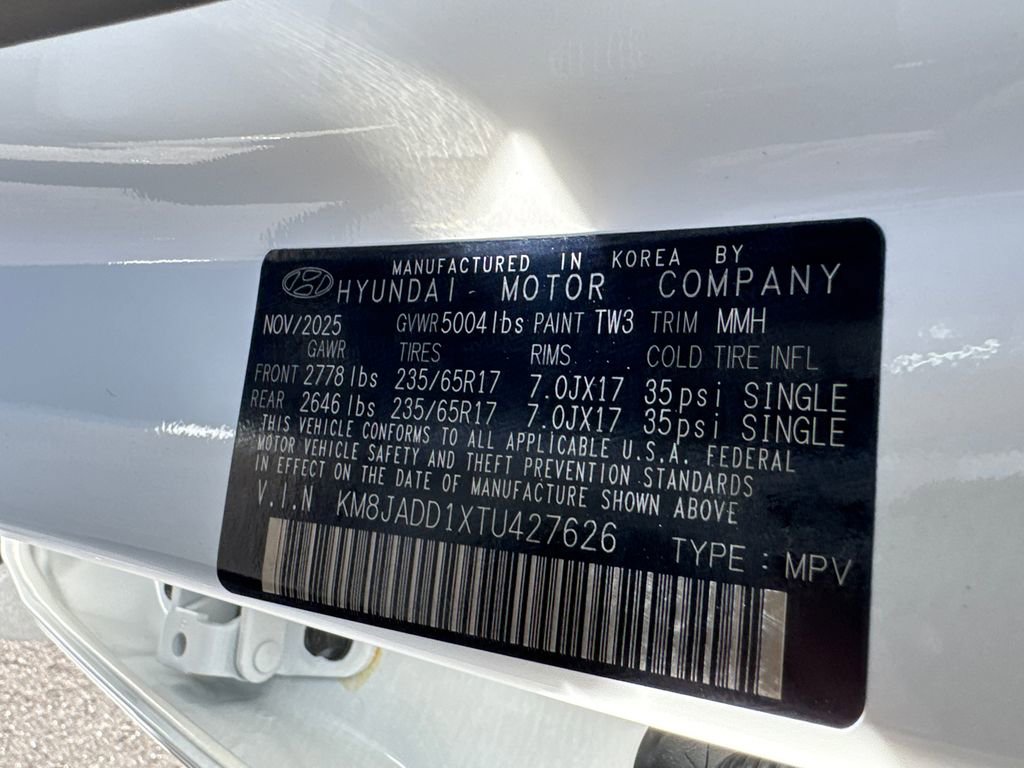 MANUFACTURED IN KOREA BY
HYUNDAI MOTOR COMPANY
NOV/2025 GVWR 5004lbs PAINT TW3 TRIM MMH
GAWR TIRES RIMS COLD TIRE INFL
FRONT 2778 lbs 235/65R17 7.0JX17 35psi SINGLE
REAR 2646 lbs 235/65R17 7.0JX17 35psi SINGLE
THIS VEHICLE CONFORMS TO ALL APPLICABLE U.S.A. FEDERAL
MOTOR VEHICLE SAFETY AND THEFT PREVENTION STANDARDS
IN EFFECT ON THE DATE OF MANUFACTURE SHOWN ABOVE
V.I.N KM8JADD1XTU427626 TYPE : MPV